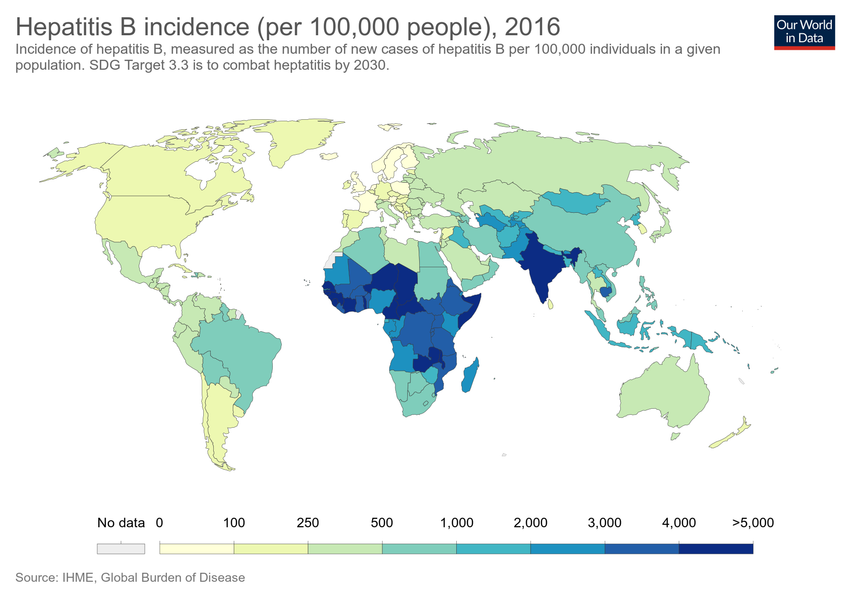 Hepatitis B incidence (per 100,000 people), 2016
Our World
in Data
Incidence of hepatitis B, measured as the number of new cases of hepatitis B per 100,000 individuals in a given
population. SDG Target 3.3 is to combat heptatitis by 2030.
No data 0 100 250 500 1,000 2,000 3,000 4,000 >5,000
Source: IHME, Global Burden of Disease